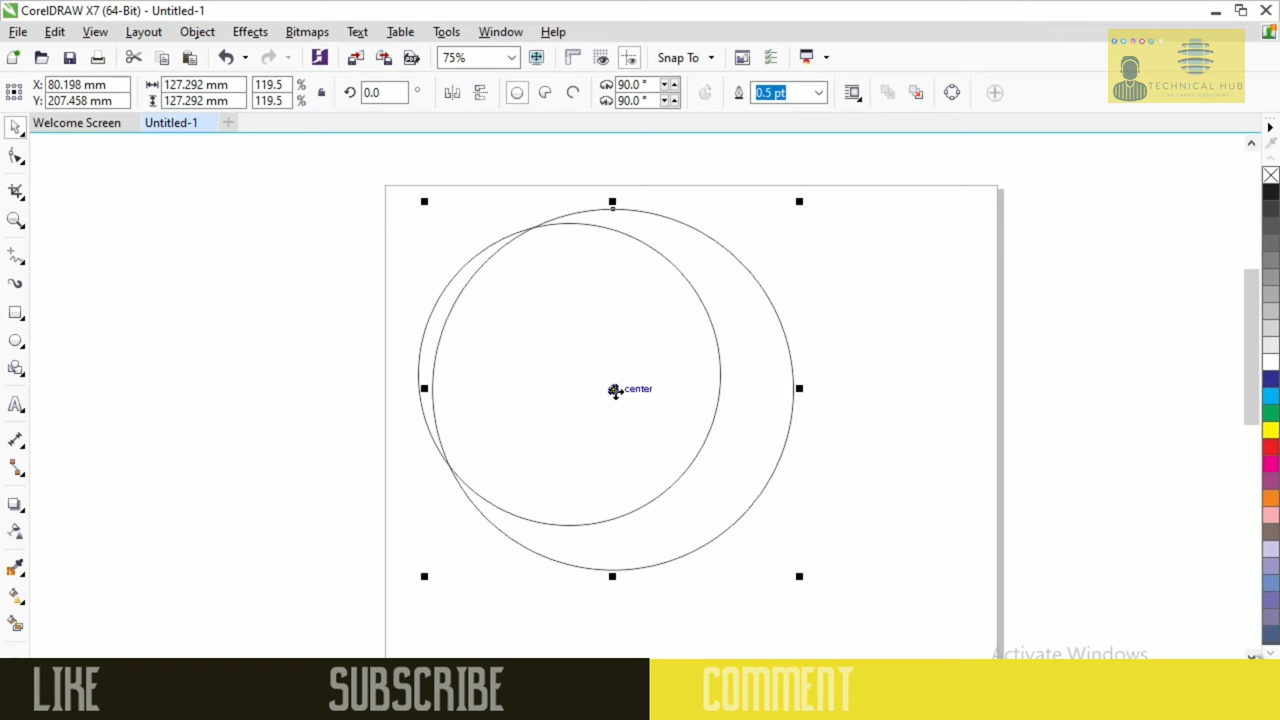 CorelDRAW X7 (64-Bit) - Untitled-1
File Edit View Layout Object Effects Bitmaps Text Table Tools Window Help
75% Snap To
X: 80.198 mm 127.292 mm 119.5 % 0.0 ° 90.0 ° 0.5 pt
Y: 207.458 mm 127.292 mm 119.5 % 90.0 °
TECHNICAL HUB
LIKE SHARE SUBSCRIBE
Welcome Screen Untitled-1
center
Activate Windows
LIKE SUBSCRIBE COMMENT